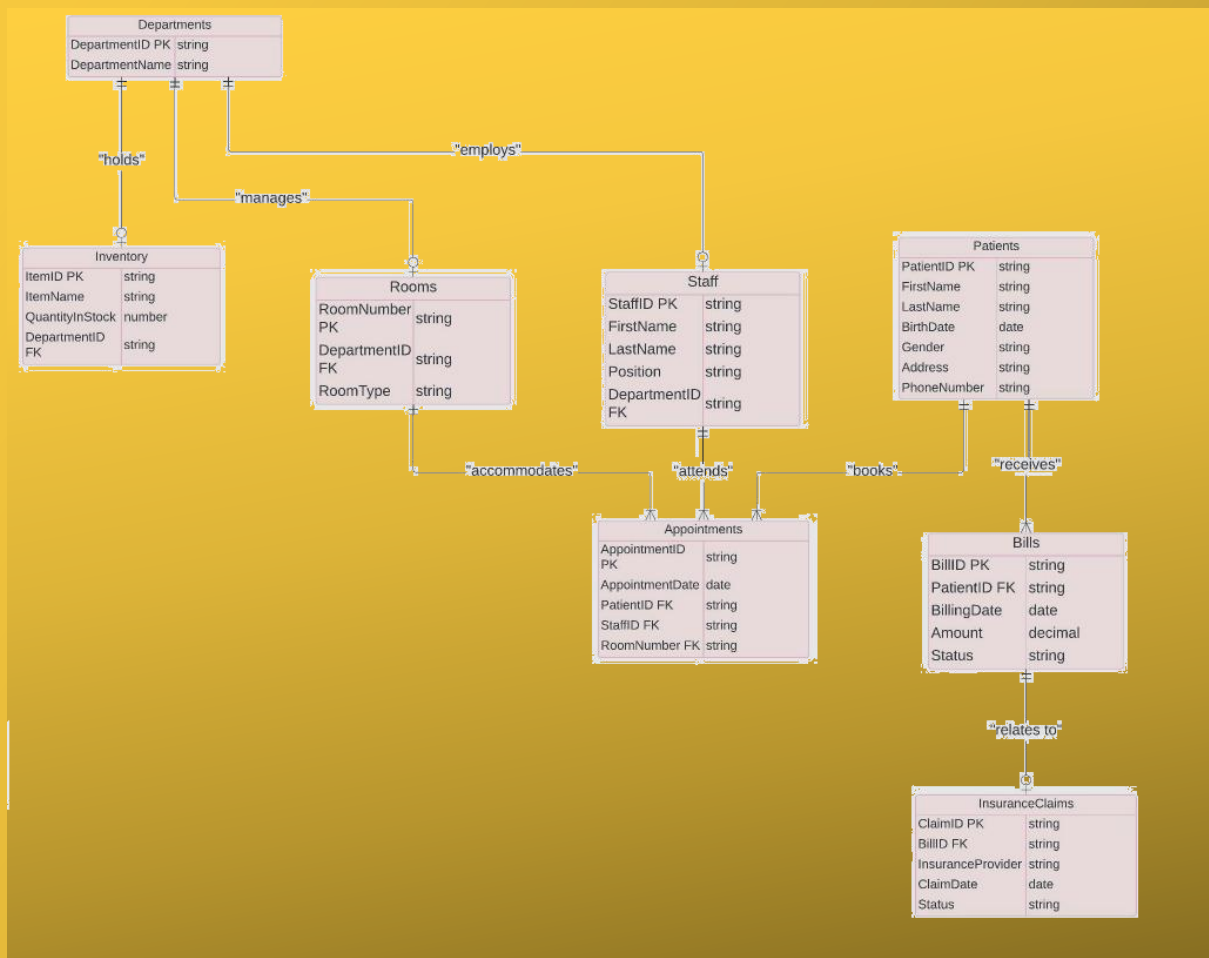 Departments
DepartmentID PK string
DepartmentName string
"holds"
"manages"
"employs"
Inventory
ItemID PK string
ItemName string
QuantityInStock number
DepartmentID
FK
string
Rooms
RoomNumber
PK
string
DepartmentID
FK
string
RoomType string
Staff
StaffID PK string
FirstName string
LastName string
Position string
DepartmentID
FK
string
Patients
PatientID PK string
FirstName string
LastName string
BirthDate date
Gender string
Address string
PhoneNumber string
"accommodates"
"attends"
"books"
"receives"
Appointments
AppointmentID
PK
string
AppointmentDate date
PatientID FK string
StaffID FK string
RoomNumber FK string
Bills
BillID PK string
PatientID FK string
BillingDate date
Amount decimal
Status string
"relates to"
InsuranceClaims
ClaimID PK string
BillID FK string
InsuranceProvider string
ClaimDate date
Status string